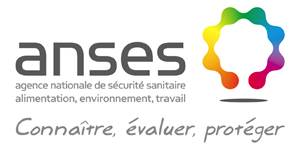 anses
agence nationale de sécurité sanitaire
alimentation, environnement, travail
Connaître, évaluer, protéger